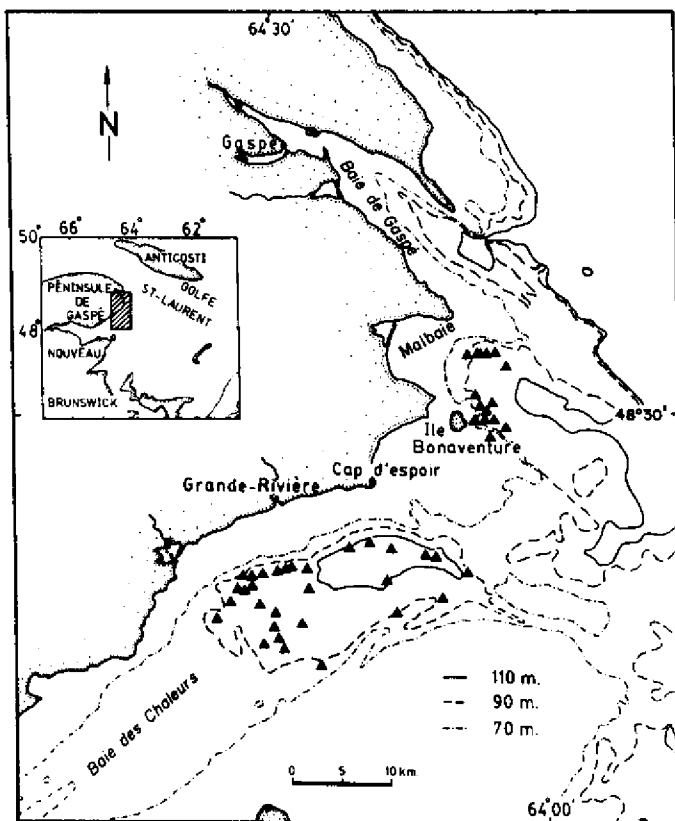 64°30'
N
Gaspé
Baie de Gaspé
66° 64° 62°
50°
ANTICOSTI
PÉNINSULE
DE
GASPÉ
GOLFE
ST-LAURENT
48°
NOUVEAU
BRUNSWICK
Malbaie
48°30'
Ile
Bonaventure
Cap d'espoir
Grande-Rivière
110 m.
90 m.
70 m.
Baie des Chaleurs
0 5 10 km.
64°00'